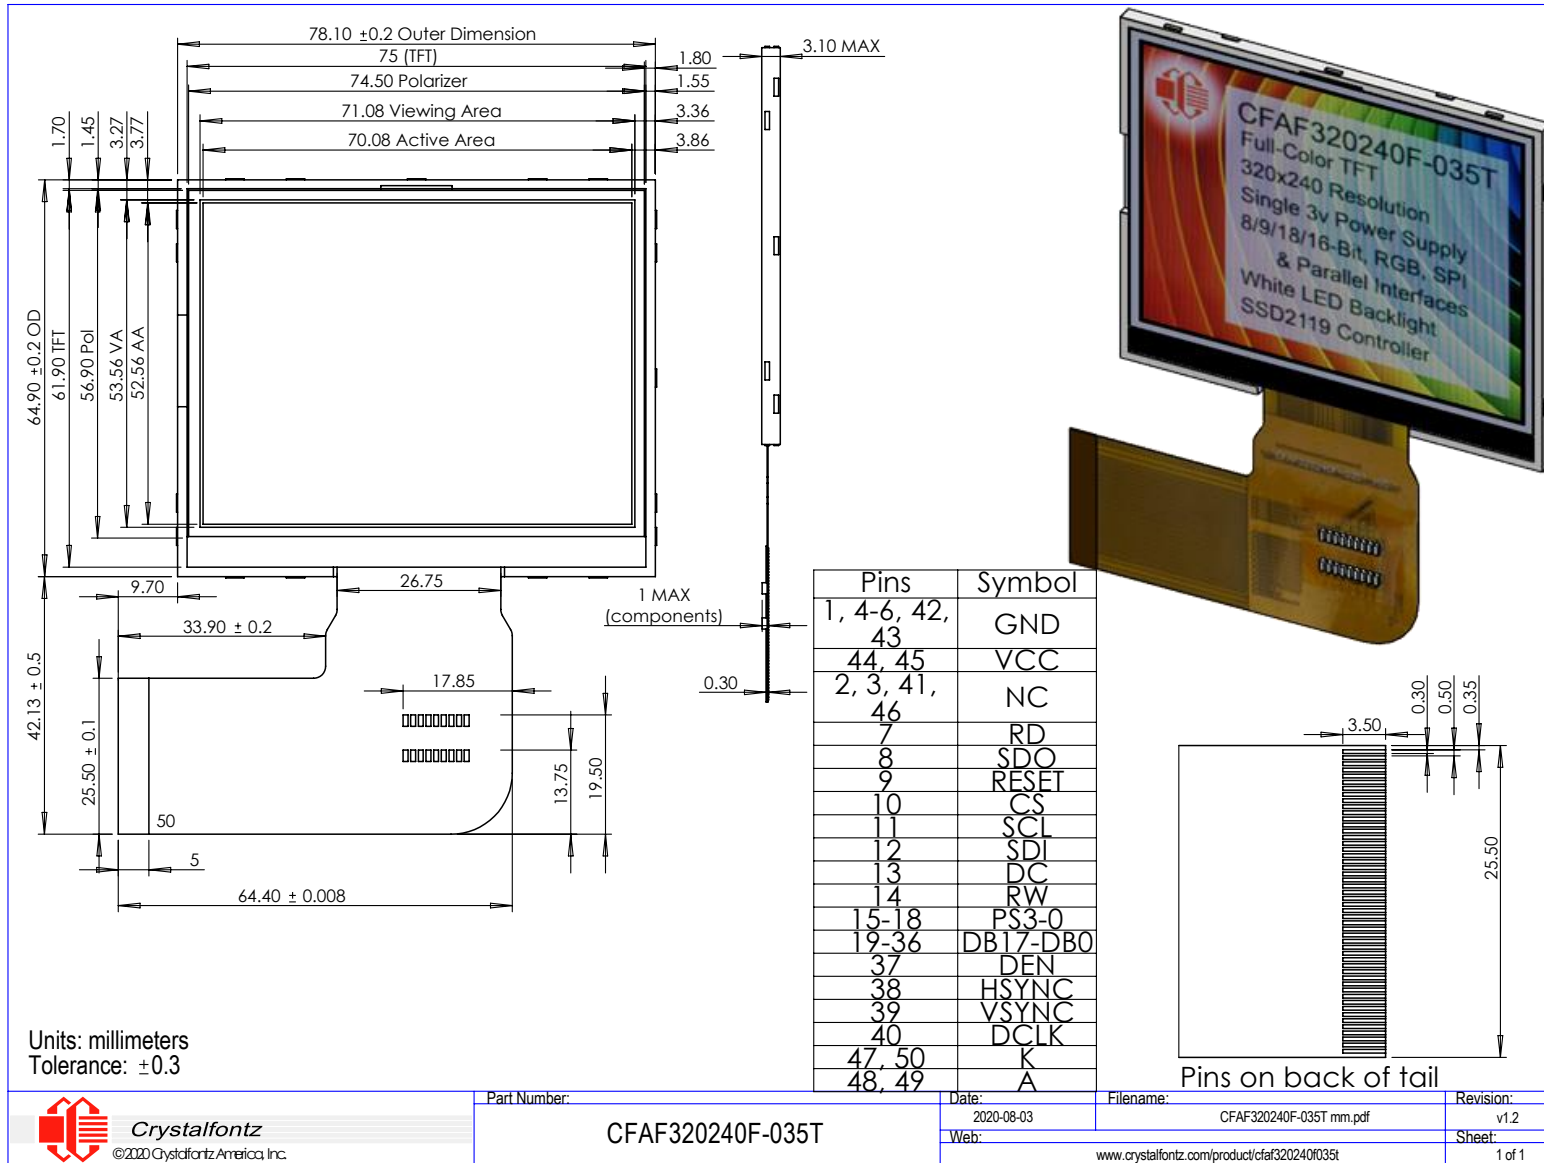 78.10 ±0.2 Outer Dimension
75 (TFT)
74.50 Polarizer
71.08 Viewing Area
70.08 Active Area
1.80
1.55
3.36
3.86
3.10 MAX
1.70
1.45
3.27
3.77
64.90 ±0.2 OD
61.90 TFT
56.90 Pol
53.56 VA
52.56 AA
CFAF320240F-035T
Full-Color TFT
320x240 Resolution
Single 3v Power Supply
8/9/18/16-Bit, RGB, SPI
& Parallel Interfaces
White LED Backlight
SSD2119 Controller
9.70
26.75
33.90 ± 0.2
42.13 ± 0.5
25.50 ± 0.1
17.85
13.75
19.50
50
5
64.40 ± 0.008
1 MAX
(components)
0.30
Pins Symbol
1, 4-6, 42, 43 GND
44, 45 VCC
2, 3, 41, 46 NC
7 RD
8 SDO
9 RESET
10 CS
11 SCL
12 SDI
13 DC
14 RW
15-18 PS3-0
19-36 DB17-DB0
37 DEN
38 HSYNC
39 VSYNC
40 DCLK
47, 50 K
48, 49 A
3.50
0.30
0.50
0.35
25.50
Pins on back of tail
Units: millimeters
Tolerance: ±0.3
Crystalfontz
©2020 Crystalfontz America, Inc.
Part Number:
CFAF320240F-035T
Date:
2020-08-03
Filename:
CFAF320240F-035T mm.pdf
Revision:
v1.2
Web:
www.crystalfontz.com/product/cfaf320240f035t
Sheet:
1 of 1